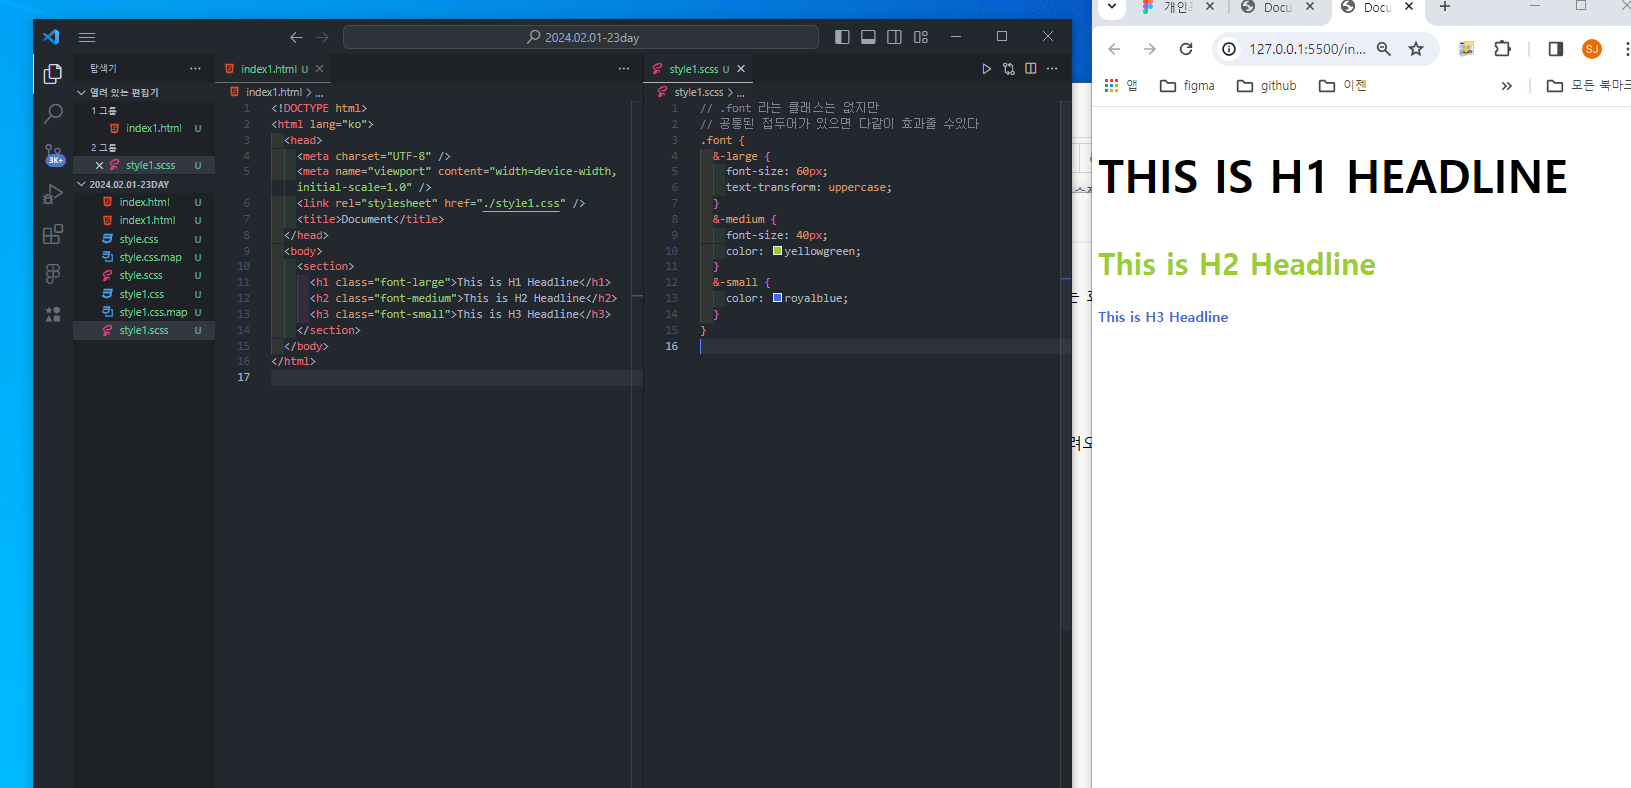 2024.02.01-23day
탐색기
열려 있는 편집기
1 그룹
index1.html U
2 그룹
style1.scss U
3K+
2024.02.01-23DAY
index.html U
index1.html U
style.css U
style.css.map U
style.scss U
style1.css U
style1.css.map U
style1.scss U
index1.html U
index1.html > ...
1 <!DOCTYPE html>
2 <html lang="ko">
3 <head>
4 <meta charset="UTF-8" />
5 <meta name="viewport" content="width=device-width,
initial-scale=1.0" />
6 <link rel="stylesheet" href="./style1.css" />
7 <title>Document</title>
8 </head>
9 <body>
10 <section>
11 <h1 class="font-large">This is H1 Headline</h1>
12 <h2 class="font-medium">This is H2 Headline</h2>
13 <h3 class="font-small">This is H3 Headline</h3>
14 </section>
15 </body>
16 </html>
17
style1.scss U
style1.scss > ...
1 // .font 라는 클래스는 없지만
2 // 공통된 접두어가 있으면 다같이 효과줄 수있다
3 .font {
4 &-large {
5 font-size: 60px;
6 text-transform: uppercase;
7 }
8 &-medium {
9 font-size: 40px;
10 color: yellowgreen;
11 }
12 &-small {
13 color: royalblue;
14 }
15 }
16
개인 Docu Docu
127.0.0.1:5500/in... SJ
앱 figma github 이젠 » 모든 북마크
THIS IS H1 HEADLINE
This is H2 Headline
This is H3 Headline